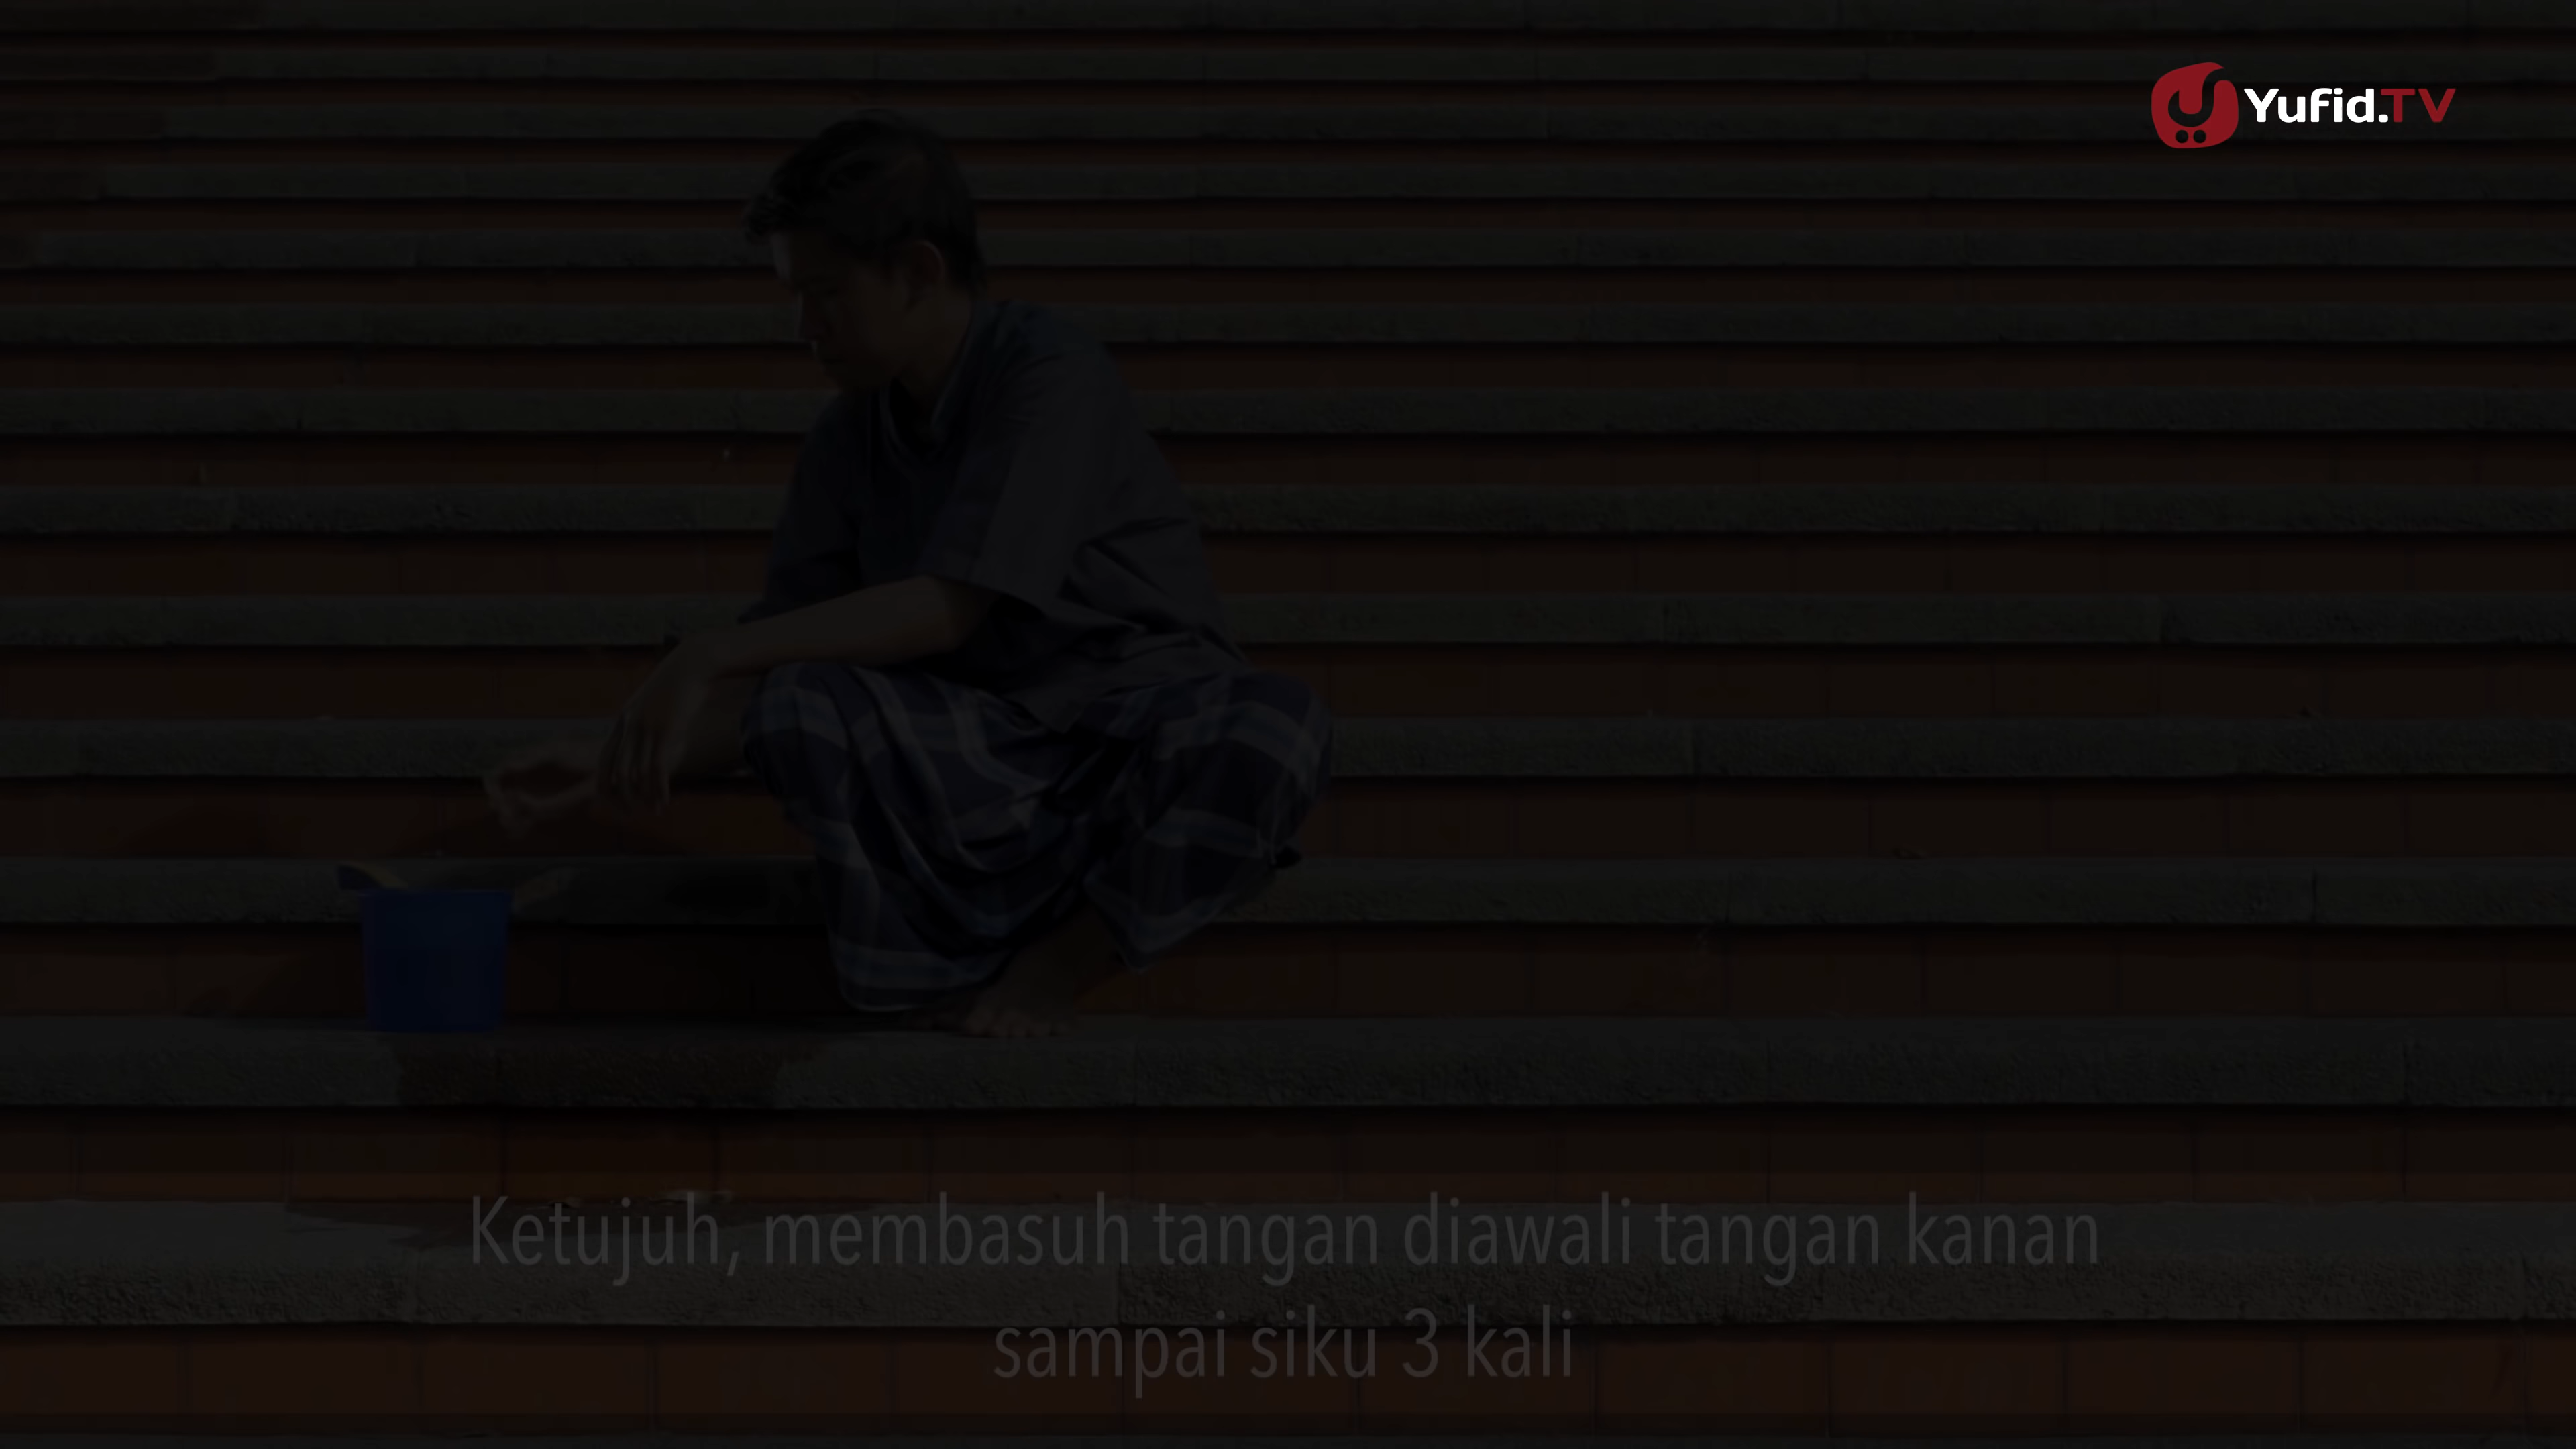 Yufid.TV
Ketujuh, membasuh tangan diawali tangan kanan
sampai siku 3 kali